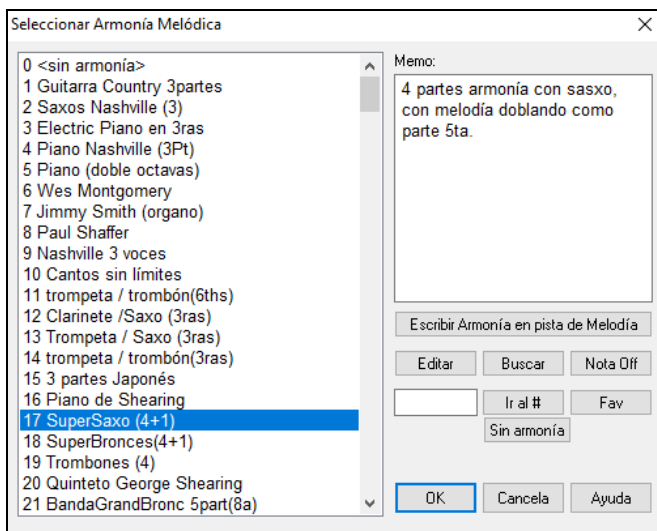 Seleccionar Armonía Melódica
0 <sin armonía>
1 Guitarra Country 3partes
2 Saxos Nashville (3)
3 Electric Piano en 3ras
4 Piano Nashville (3Pt)
5 Piano (doble octavas)
6 Wes Montgomery
7 Jimmy Smith (organo)
8 Paul Shaffer
9 Nashville 3 voces
10 Cantos sin límites
11 trompeta / trombón(6ths)
12 Clarinete /Saxo (3ras)
13 Trompeta / Saxo (3ras)
14 trompeta / trombón(3ras)
15 3 partes Japonés
16 Piano de Shearing
17 SuperSaxo (4+1)
18 SuperBronces(4+1)
19 Trombones (4)
20 Quinteto George Shearing
21 BandaGrandBronc 5part(8a)
Memo:
4 partes armonía con sasxo,
con melodía doblando como
parte 5ta.
Escribir Armonía en pista de Melodía
Editar Buscar Nota Off
Ir al # Fav
Sin armonía
OK Cancela Ayuda